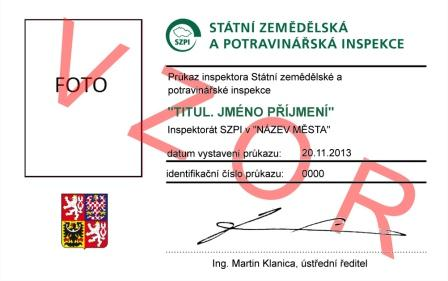 STÁTNÍ ZEMĚDĚLSKÁ
A POTRAVINÁŘSKÁ INSPEKCE
SZPI
FOTO
Průkaz inspektora Státní zemědělské a
potravinářské inspekce
"TITUL. JMÉNO PŘÍJMENÍ"
Inspektorát SZPI v "NÁZEV MĚSTA"
datum vystavení průkazu: 20.11.2013
identifikační číslo průkazu: 0000
VZOR
Ing. Martin Klanica, ústřední ředitel